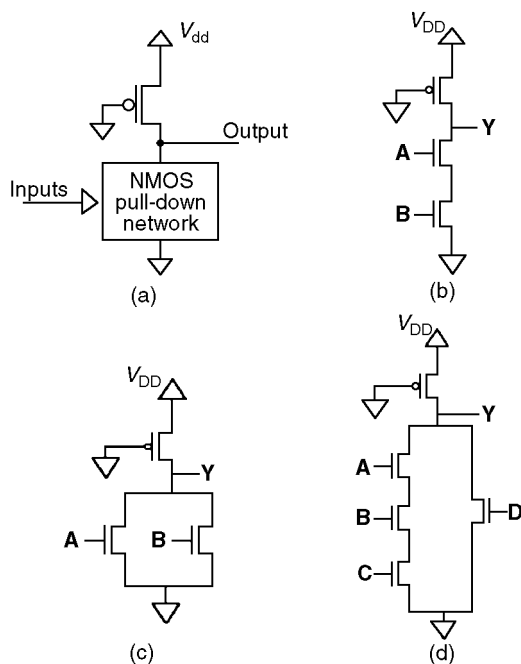 V_dd
Output
Inputs
NMOS
pull-down
network
(a)
V_DD
Y
A
B
(b)
V_DD
Y
A
B
(c)
V_DD
Y
A
B
D
C
(d)